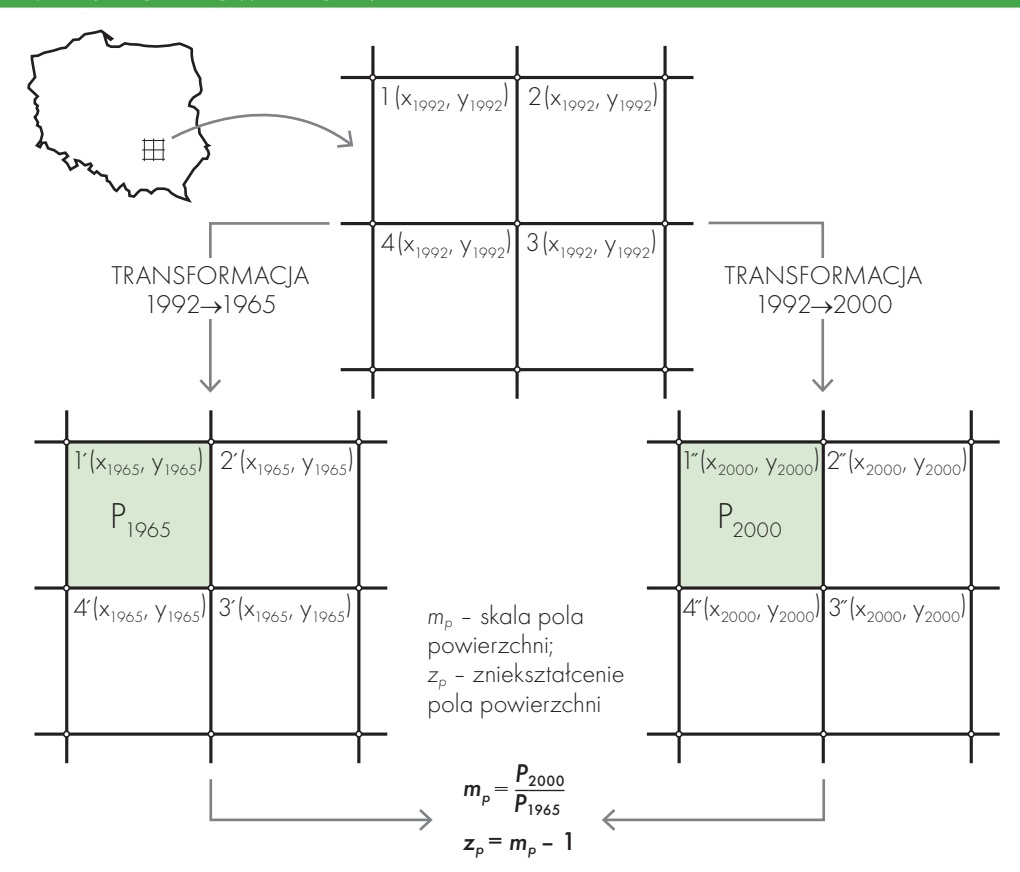 1(x1992, y1992) 2(x1992, y1992)
4(x1992, y1992) 3(x1992, y1992)
TRANSFORMACJA
1992→1965
TRANSFORMACJA
1992→2000
1′(x1965, y1965) 2′(x1965, y1965)
P1965
4′(x1965, y1965) 3′(x1965, y1965)
1″(x2000, y2000) 2″(x2000, y2000)
P2000
4″(x2000, y2000) 3″(x2000, y2000)
mp – skala pola
powierzchni;
zp – zniekształcenie
pola powierzchni
mp = P2000 / P1965
zp = mp – 1